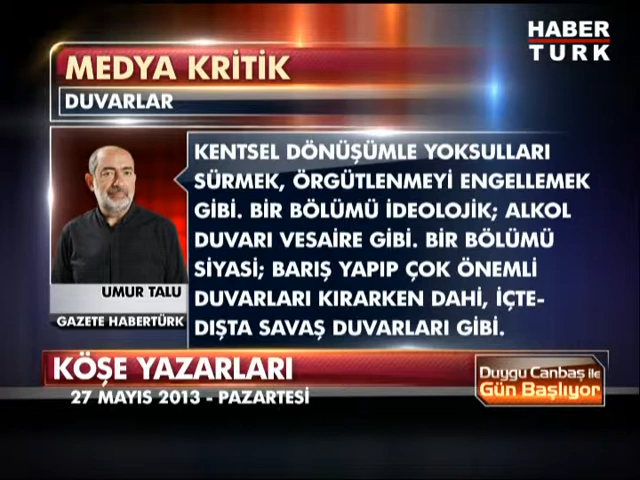 HABER
TURK
MEDYA KRİTİK
DUVARLAR
KENTSEL DÖNÜŞÜMLE YOKSULLARI
SÜRMEK, ÖRGÜTLENMEYİ ENGELLEMEK
GİBİ. BİR BÖLÜMÜ İDEOLOJİK; ALKOL
DUVARI VESAİRE GİBİ. BİR BÖLÜMÜ
SİYASİ; BARIŞ YAPIP ÇOK ÖNEMLİ
DUVARLARI KIRARKEN DAHİ, İÇTE-
DIŞTA SAVAŞ DUVARLARI GİBİ.
UMUR TALU
GAZETE HABERTÜRK
KÖŞE YAZARLARI
27 MAYIS 2013 - PAZARTESİ
Duygu Canbaş ile
Gün Başlıyor